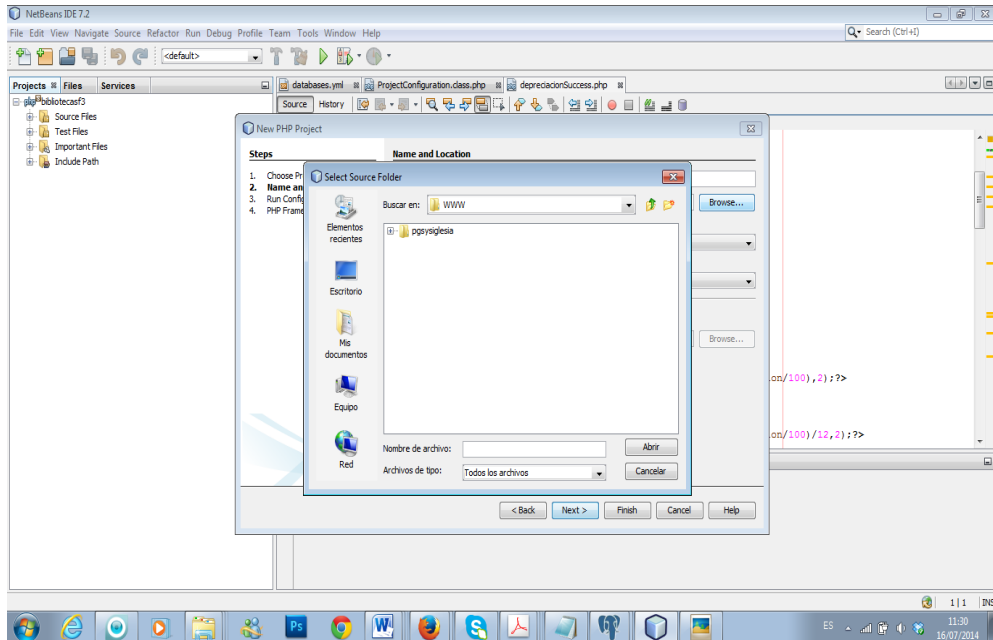 NetBeans IDE 7.2
File Edit View Navigate Source Refactor Run Debug Profile Team Tools Window Help
Search (Ctrl+I)
<default>
Projects Files Services
databases.yml ProjectConfiguration.class.php depreciacionSuccess.php
Source History
bibliotecasf3
Source Files
Test Files
Important Files
Include Path
New PHP Project
Steps
Name and Location
1. Choose Pr
2. Name an
3. Run Confi
4. PHP Frame
Browse...
Select Source Folder
Buscar en: WWW
Elementos recientes
pgsysiglesia
Escritorio
Mis documentos
Equipo
Red
Browse...
Nombre de archivo:
Abrir
Archivos de tipo: Todos los archivos
Cancelar
on/100),2);?>
on/100)/12,2);?>
< Back Next > Finish Cancel Help
1|1 INS
Ps
ES
11:30
16/07/2014